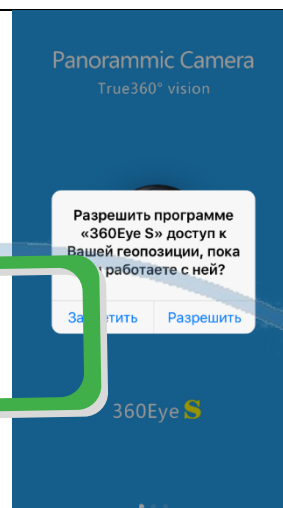 Panorammic Camera
True360° vision
Разрешить программе
«360Eye S» доступ к
Вашей геопозиции, пока
работаете с ней?
Разрешить
360Eye S